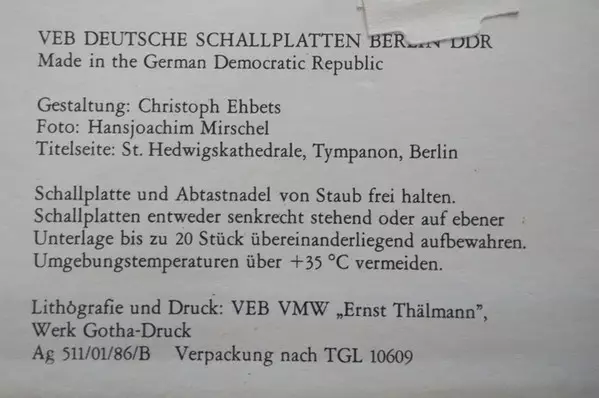 VEB DEUTSCHE SCHALLPLATTEN BERLIN DDR
Made in the German Democratic Republic
Gestaltung: Christoph Ehbets
Foto: Hansjoachim Mirschel
Titelseite: St. Hedwigskathedrale, Tympanon, Berlin
Schallplatte und Abtastnadel von Staub frei halten.
Schallplatten entweder senkrecht stehend oder auf ebener
Unterlage bis zu 20 Stück übereinanderliegend aufbewahren.
Umgebungstemperaturen über +35 °C vermeiden.
Lithografie und Druck: VEB VMW „Ernst Thälmann”,
Werk Gotha-Druck
Ag 511/01/86/B Verpackung nach TGL 10609